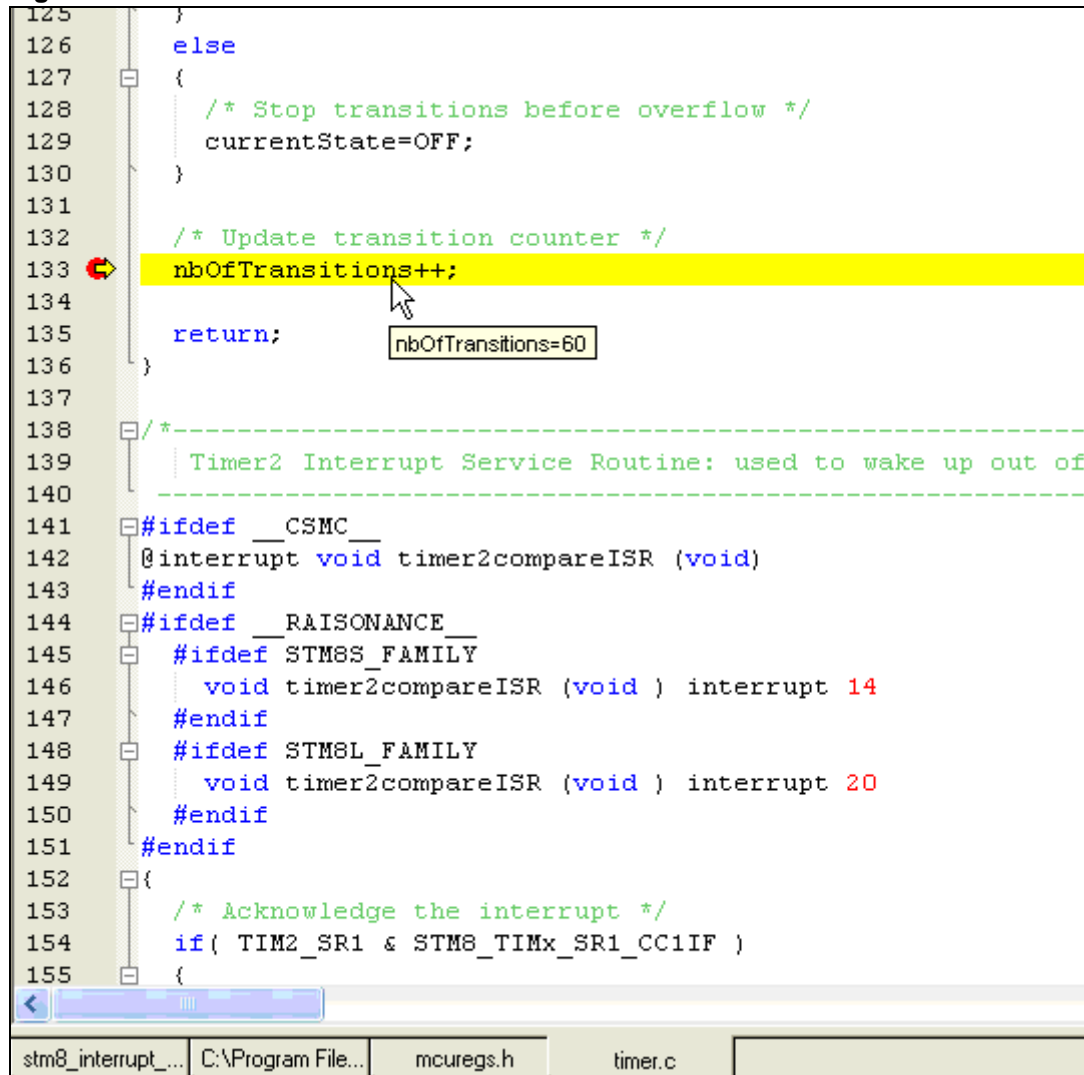 125 }
126 else
127 {
128 /* Stop transitions before overflow */
129 currentState=OFF;
130 }
131
132 /* Update transition counter */
133 nbOfTransitions++;
134
135 return;
nbOfTransitions=60
136 }
137
138 /*----------------------------------------------------------
139 Timer2 Interrupt Service Routine: used to wake up out of
140 -----------------------------------------------------------
141 #ifdef __CSMC__
142 @interrupt void timer2compareISR (void)
143 #endif
144 #ifdef __RAISONANCE__
145 #ifdef STM8S_FAMILY
146 void timer2compareISR (void ) interrupt 14
147 #endif
148 #ifdef STM8L_FAMILY
149 void timer2compareISR (void ) interrupt 20
150 #endif
151 #endif
152 {
153 /* Acknowledge the interrupt */
154 if( TIM2_SR1 & STM8_TIMx_SR1_CC1IF )
155 {
stm8_interrupt_... C:\Program File... mcuregs.h timer.c